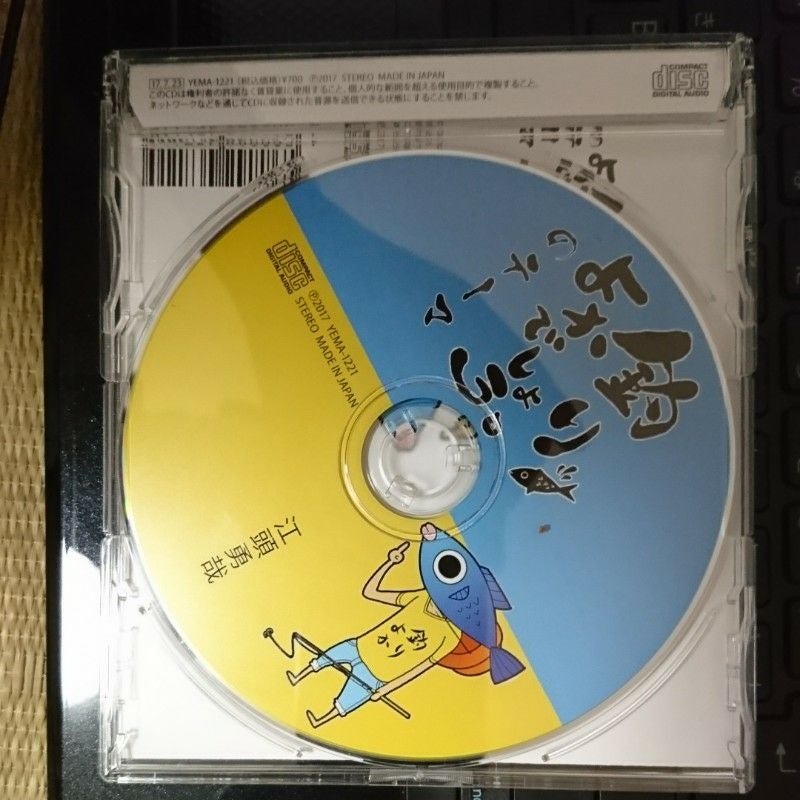 17.7.23 YEMA-1221 [税込価格]¥700 Ⓟ2017 STEREO MADE IN JAPAN
このCDは権利者の許諾なく賃貸業に使用すること、個人的な範囲を超える使用目的で複製すること、
ネットワークなどを通じてCDに収録された音源を送信できる状態にすることを禁じます。
COMPACT
disc
DIGITAL AUDIO
釣り
よかでしょう。
のテーマ
COMPACT
disc
DIGITAL AUDIO
Ⓟ2017 YEMA-1221
STEREO MADE IN JAPAN
江頭勇哉
釣り
よか